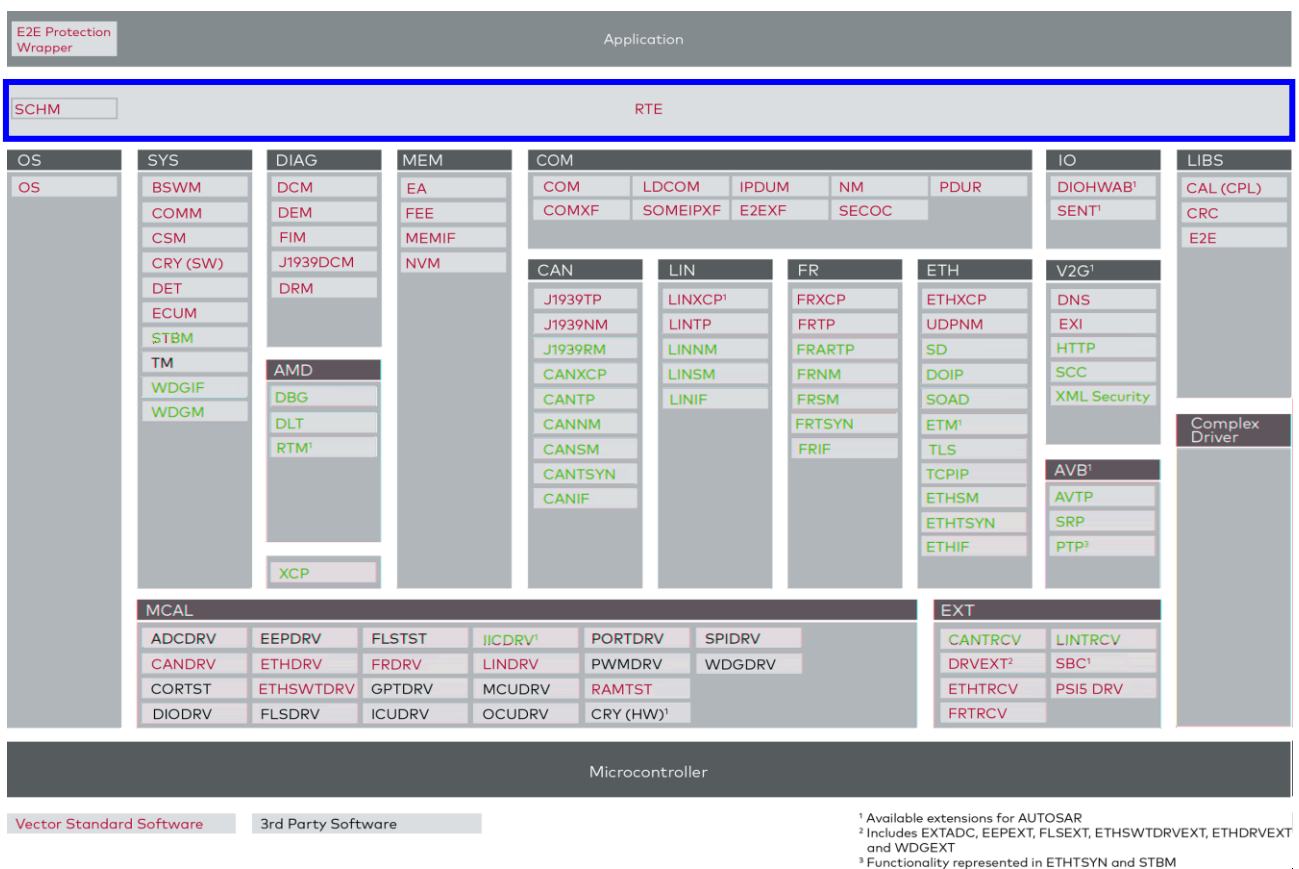 E2E Protection
Wrapper
Application
SCHM
RTE
OS
OS
SYS
BSWM
COMM
CSM
CRY (SW)
DET
ECUM
STBM
TM
WDGIF
WDGM
DIAG
DCM
DEM
FIM
J1939DCM
DRM
AMD
DBG
DLT
RTM¹
XCP
MEM
EA
FEE
MEMIF
NVM
COM
COM LDCOM IPDUM NM PDUR
COMXF SOMEIPXF E2EXF SECOC
CAN
J1939TP
J1939NM
J1939RM
CANXCP
CANTP
CANNM
CANSM
CANTSYN
CANIF
LIN
LINXCP¹
LINTP
LINNM
LINSM
LINIF
FR
FRXCP
FRTP
FRARTP
FRNM
FRSM
FRTSYN
FRIF
ETH
ETHXCP
UDPNM
SD
DOIP
SOAD
ETM¹
TLS
TCPIP
ETHSM
ETHTSYN
ETHIF
IO
DIOHWAB¹
SENT¹
V2G¹
DNS
EXI
HTTP
SCC
XML Security
AVB¹
AVTP
SRP
PTP³
LIBS
CAL (CPL)
CRC
E2E
Complex
Driver
MCAL
ADCDRV EEPDRV FLSTST IICDRV¹ PORTDRV SPIDRV
CANDRV ETHDRV FRDRV LINDRV PWMDRV WDGDRV
CORTST ETHSWTDRV GPTDRV MCUDRV RAMTST
DIODRV FLSDRV ICUDRV OCUDRV CRY (HW)¹
EXT
CANTRCV LINTRCV
DRVEXT² SBC¹
ETHTRCV PSI5 DRV
FRTRCV
Microcontroller
Vector Standard Software 3rd Party Software
¹ Available extensions for AUTOSAR
² Includes EXTADC, EEPEXT, FLSEXT, ETHSWTDRVEXT, ETHDRVEXT
and WDGEXT
³ Functionality represented in ETHTSYN and STBM